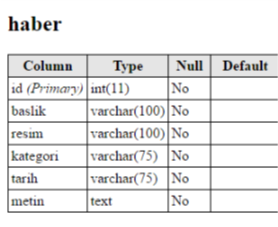 haber
Column Type Null Default
id (Primary) int(11) No
baslik varchar(100) No
resim varchar(100) No
kategori varchar(75) No
tarih varchar(75) No
metin text No